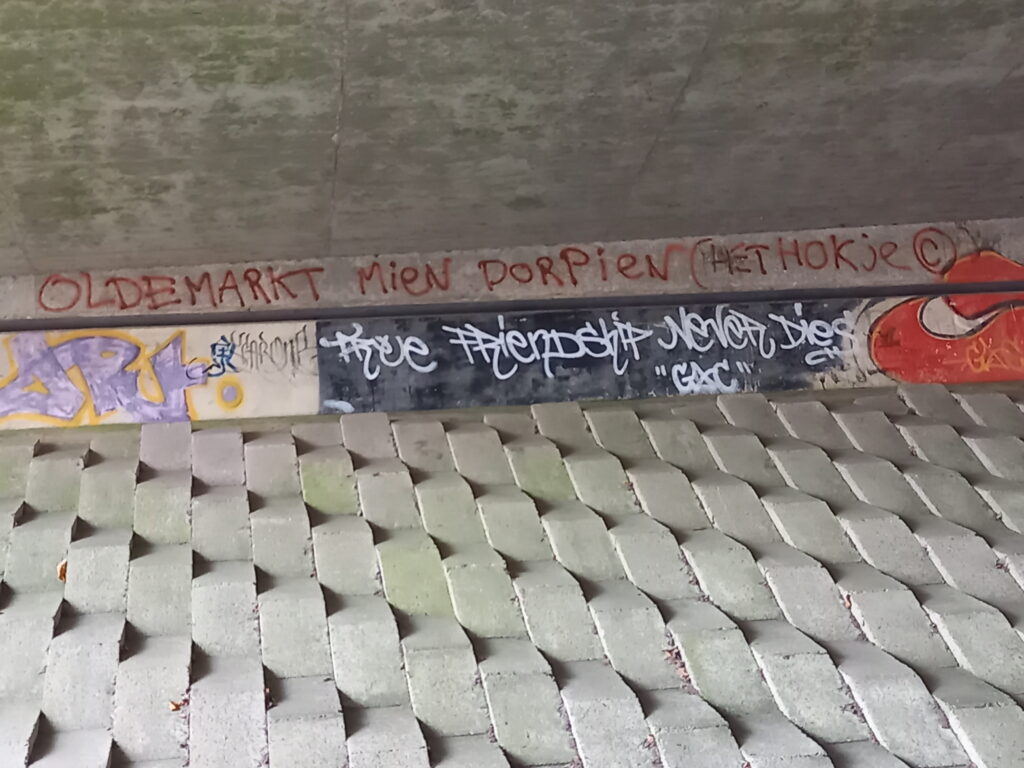 OLDEMARKT MiEN DORPiEN (HET HOKje ©
TRUE FRiENDShiP NEVER DiES
"GAC"